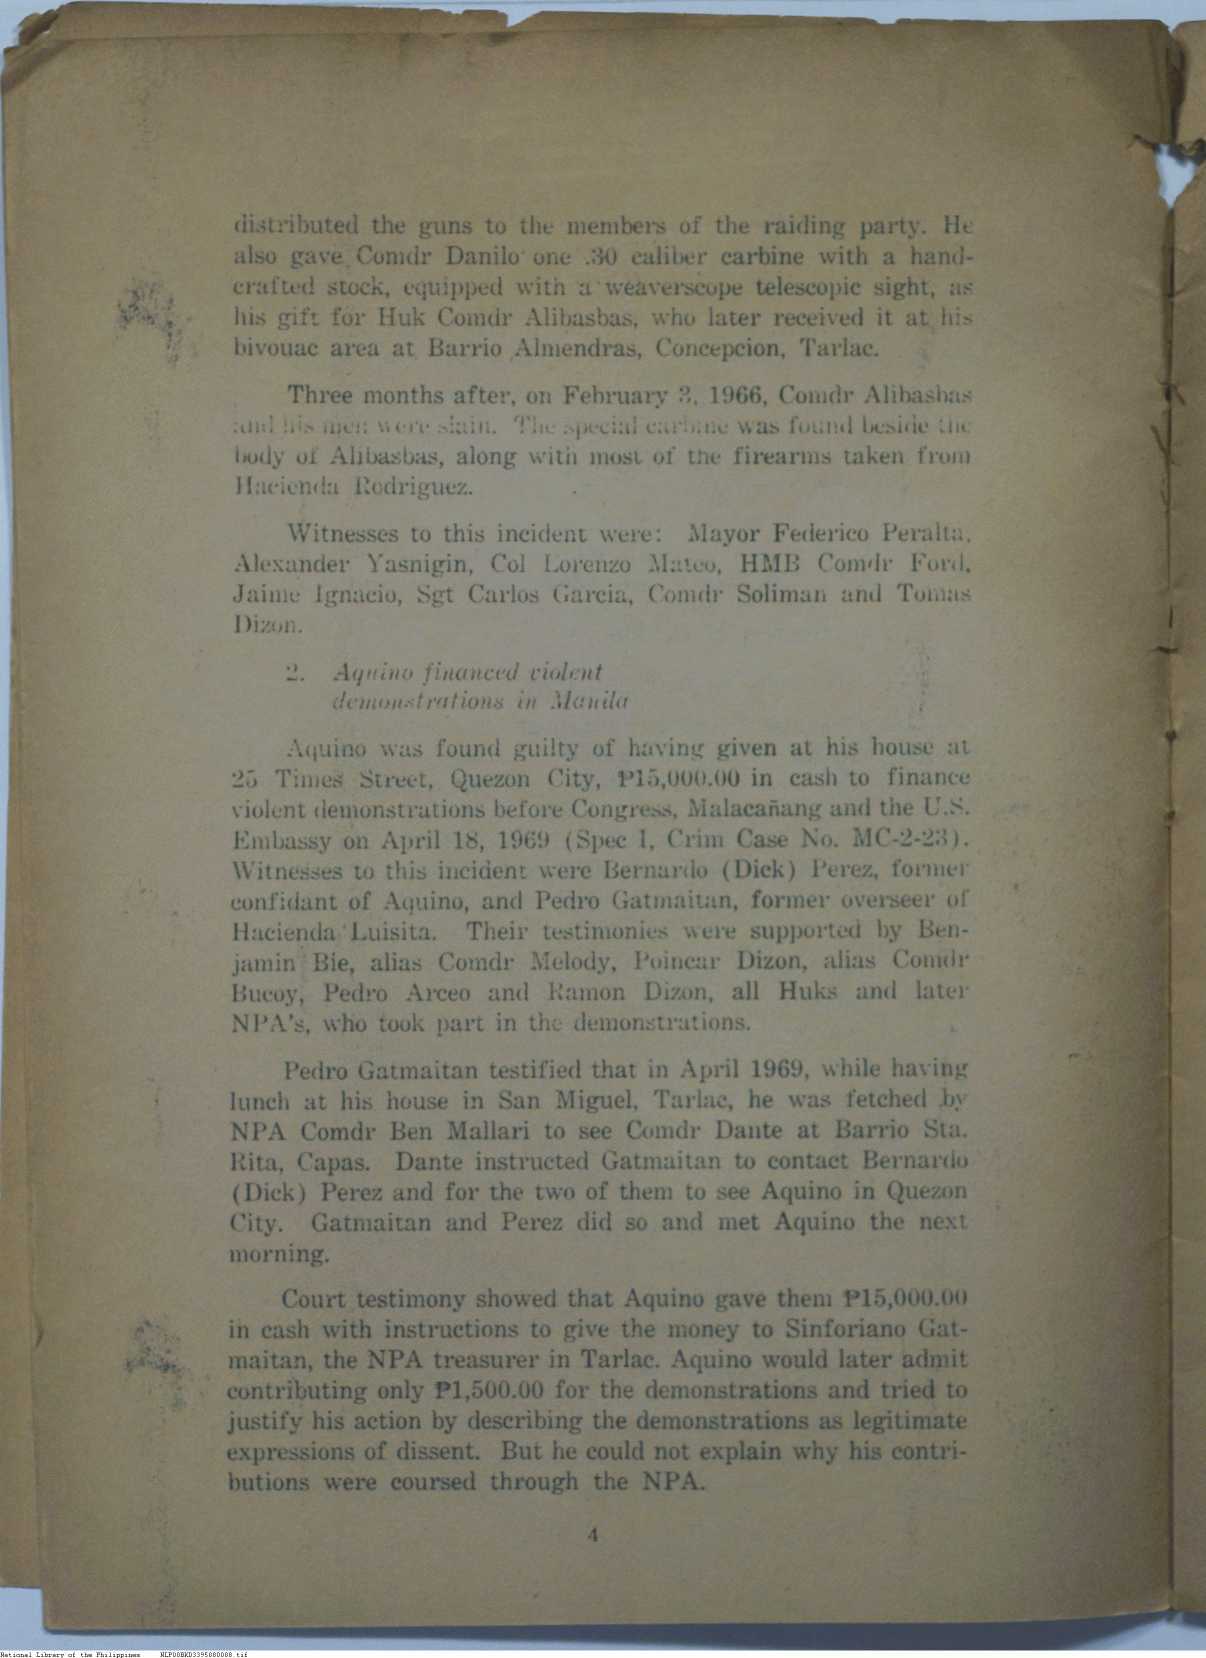 distributed the guns to the members of the raiding party. He
also gave Comdr Danilo one .30 caliber carbine with a hand-
crafted stock, equipped with a weaverscope telescopic sight, as
his gift for Huk Comdr Alibasbas, who later received it at his
bivouac area at Barrio Almendras, Concepcion, Tarlac.
Three months after, on February 3, 1966, Comdr Alibasbas
and his men were slain. The special carbine was found beside the
body of Alibasbas, along with most of the firearms taken from
Hacienda Rodriguez.
Witnesses to this incident were: Mayor Federico Peralta,
Alexander Yasnigin, Col Lorenzo Mateo, HMB Comdr Ford,
Jaime Ignacio, Sgt Carlos Garcia, Comdr Soliman and Tomas
Dizon.
2. Aquino financed violent
demonstrations in Manila
Aquino was found guilty of having given at his house at
25 Times Street, Quezon City, ₱15,000.00 in cash to finance
violent demonstrations before Congress, Malacañang and the U.S.
Embassy on April 18, 1969 (Spec 1, Crim Case No. MC-2-23).
Witnesses to this incident were Bernardo (Dick) Perez, former
confidant of Aquino, and Pedro Gatmaitan, former overseer of
Hacienda Luisita. Their testimonies were supported by Ben-
jamin Bie, alias Comdr Melody, Poincar Dizon, alias Comdr
Bucoy, Pedro Arceo and Ramon Dizon, all Huks and later
NPA's, who took part in the demonstrations.
Pedro Gatmaitan testified that in April 1969, while having
lunch at his house in San Miguel, Tarlac, he was fetched by
NPA Comdr Ben Mallari to see Comdr Dante at Barrio Sta.
Rita, Capas. Dante instructed Gatmaitan to contact Bernardo
(Dick) Perez and for the two of them to see Aquino in Quezon
City. Gatmaitan and Perez did so and met Aquino the next
morning.
Court testimony showed that Aquino gave them ₱15,000.00
in cash with instructions to give the money to Sinforiano Gat-
maitan, the NPA treasurer in Tarlac. Aquino would later admit
contributing only ₱1,500.00 for the demonstrations and tried to
justify his action by describing the demonstrations as legitimate
expressions of dissent. But he could not explain why his contri-
butions were coursed through the NPA.
4
National Library of the Philippines NLP00BKD3395080088.tif